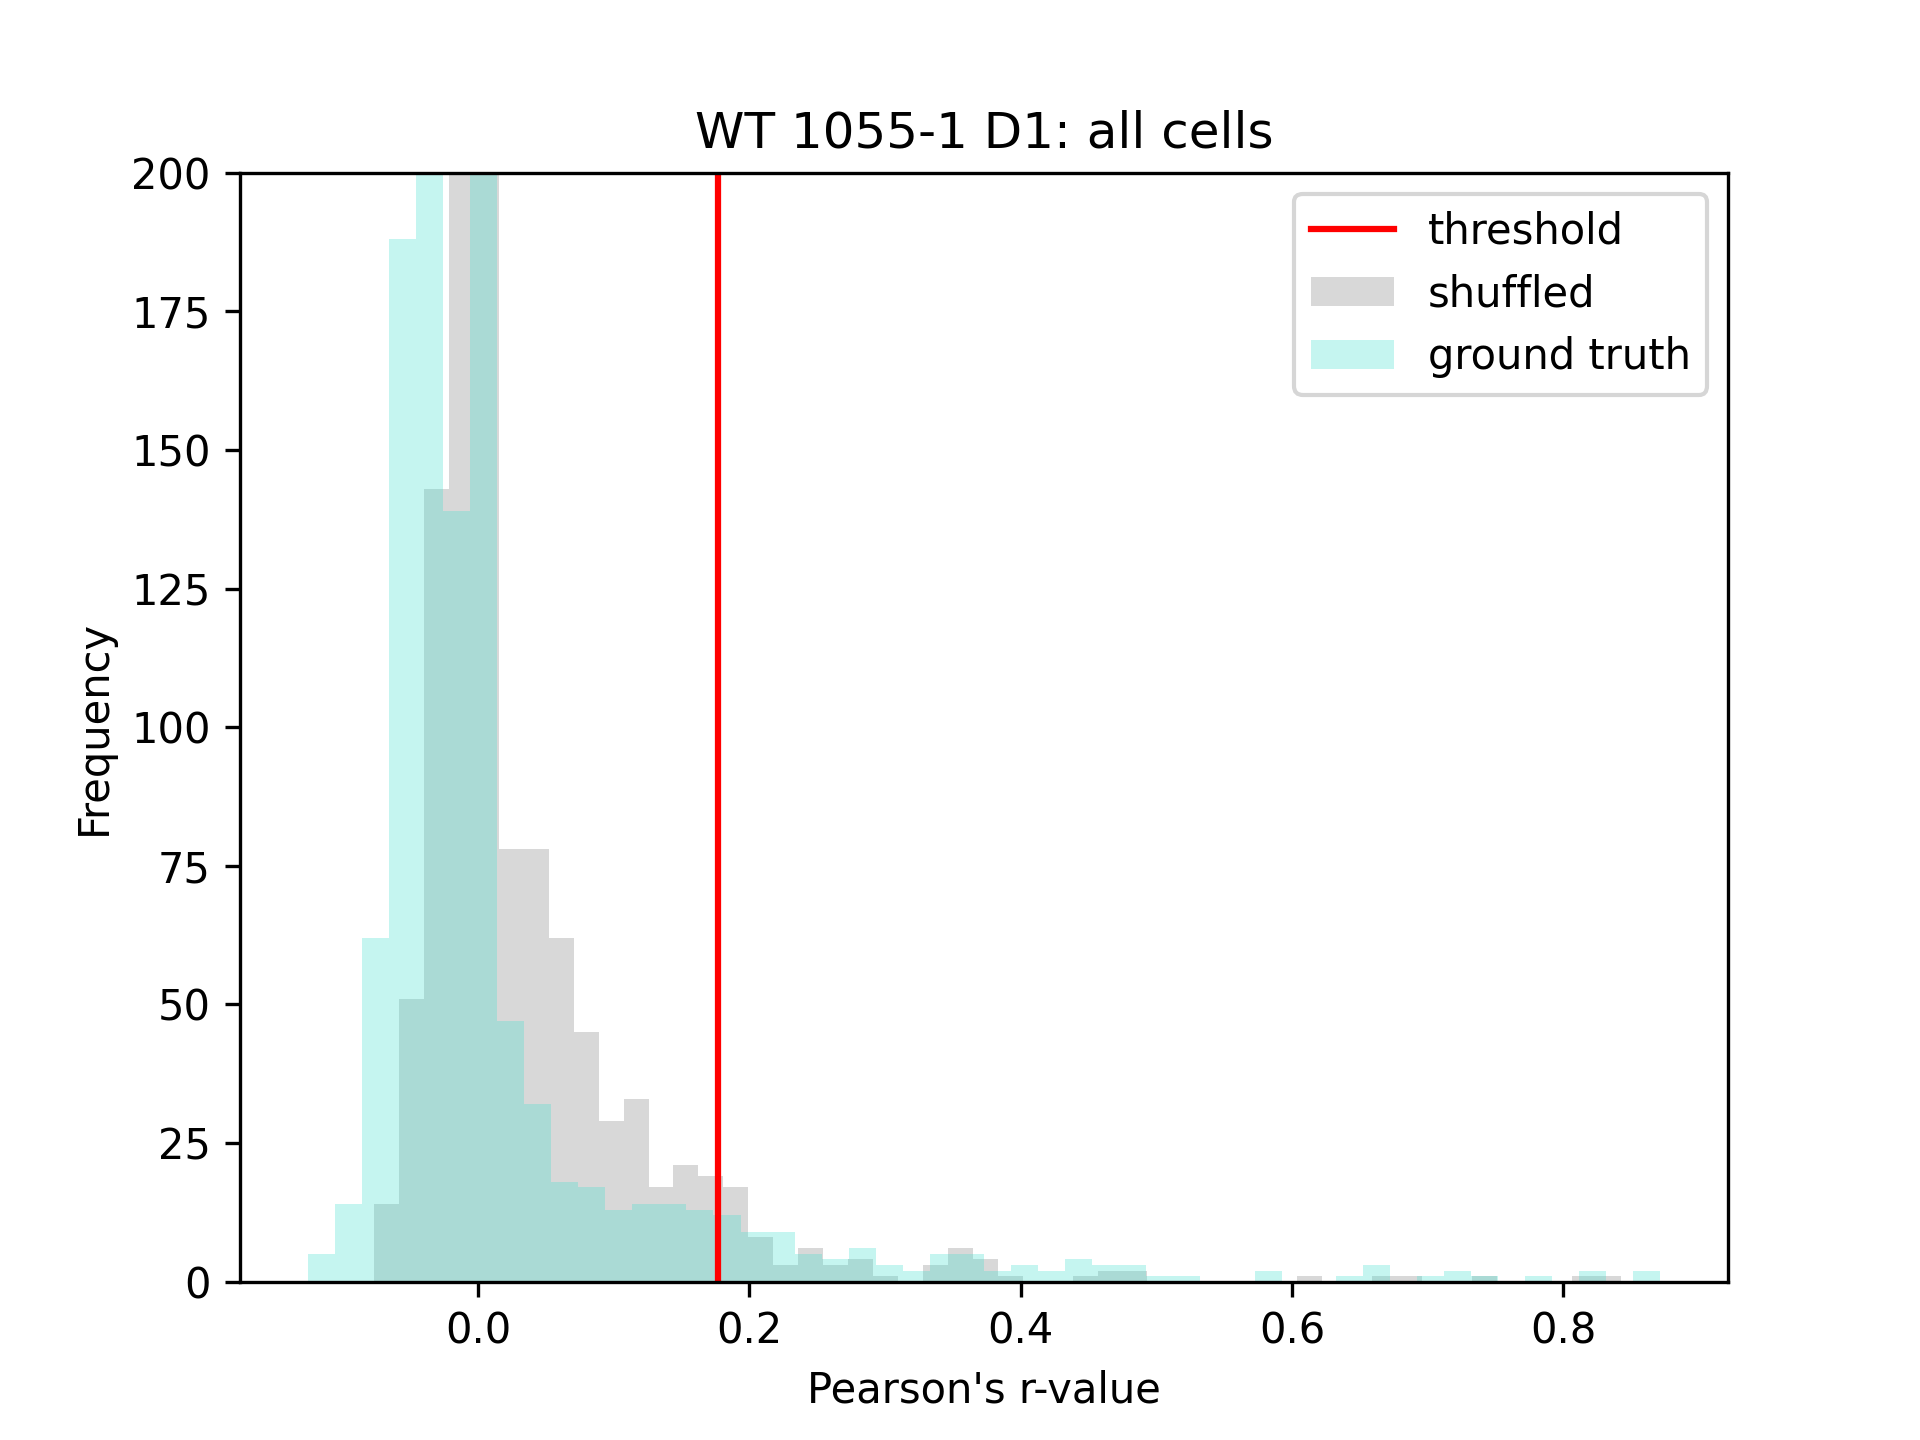 WT 1055-1 D1: all cells
200
175
150
125
100
75
50
25
0
Frequency
threshold
shuffled
ground truth
0.0 0.2 0.4 0.6 0.8
Pearson's r-value